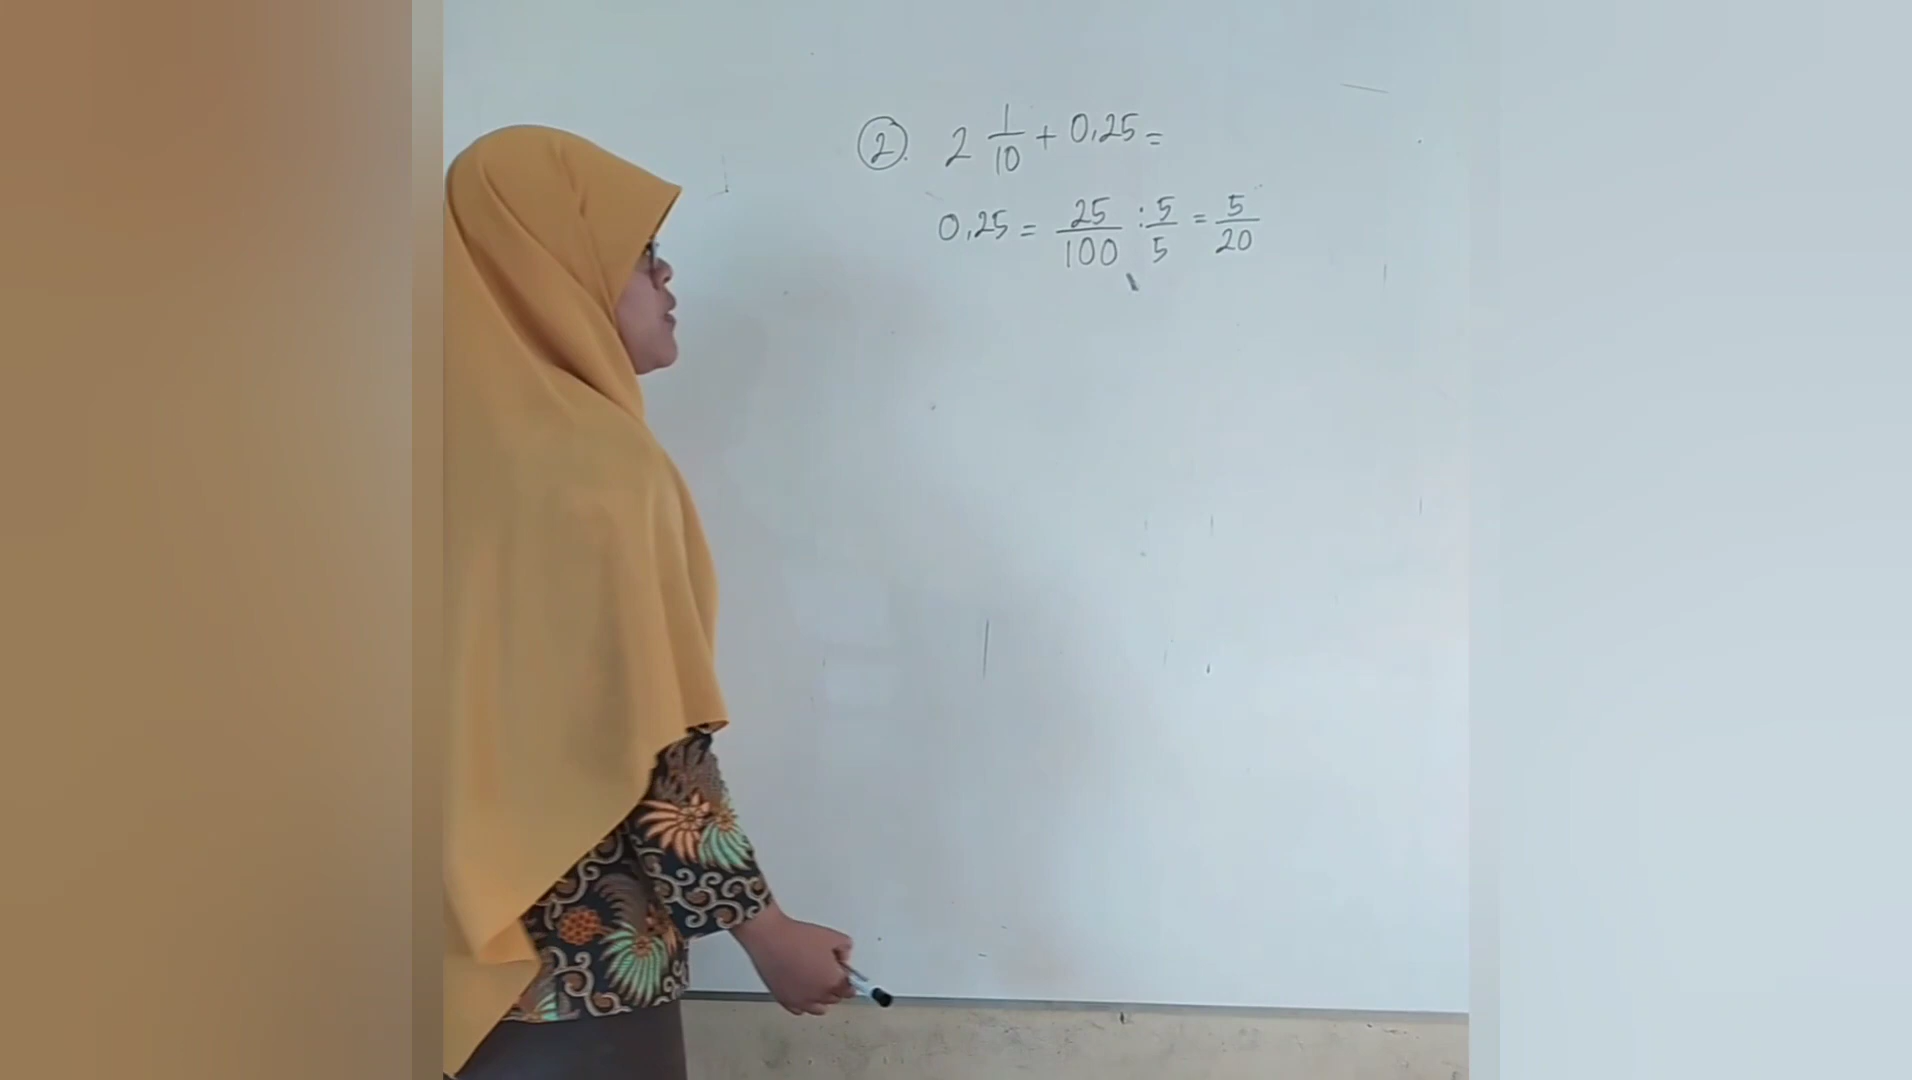 ②. 2 1/10 + 0,25 =
0,25 = 25/100 : 5/5 = 5/20